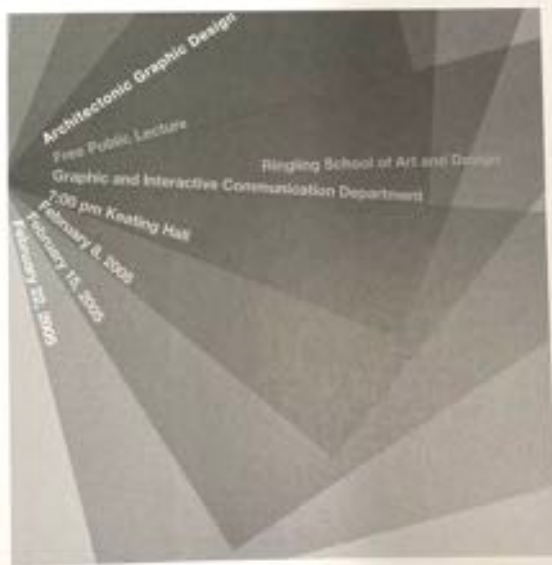 Architectonic Graphic Design
Free Public Lecture
Ringling School of Art and Design
Graphic and Interactive Communication Department
7:00 pm Keating Hall
February 8, 2005
February 15, 2005
February 22, 2005